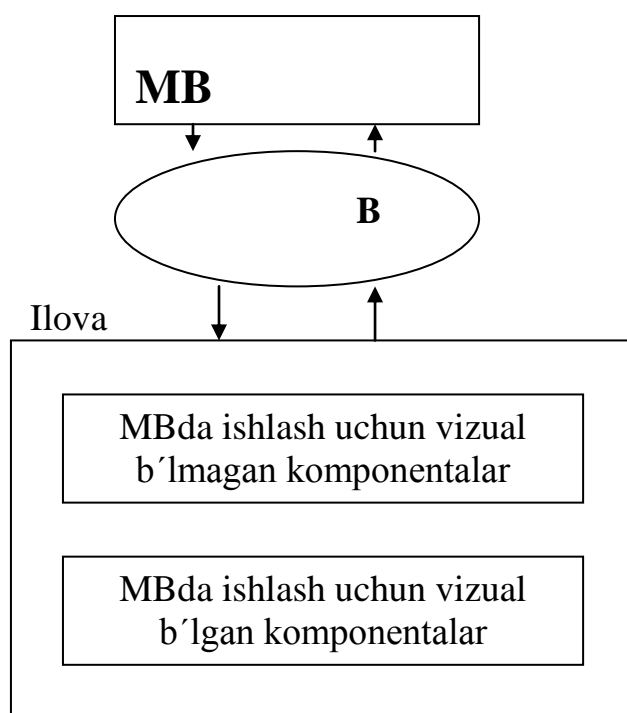 MB
B
Ilova
MBda ishlash uchun vizual
b´lmagan komponentalar
MBda ishlash uchun vizual
b´lgan komponentalar